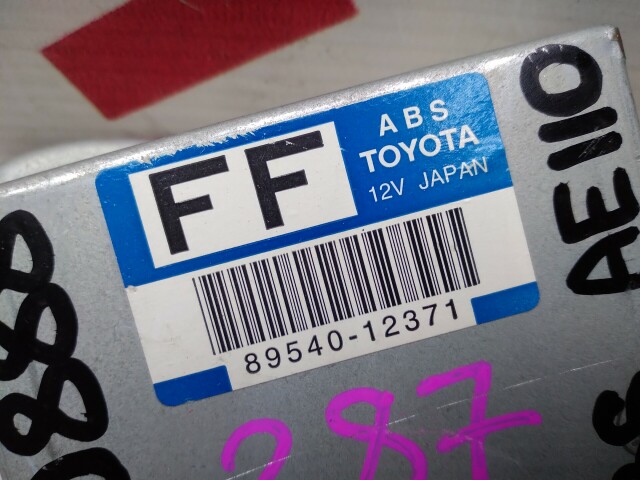 FF
ABS
TOYOTA
12V JAPAN
89540-12371
AE110
287